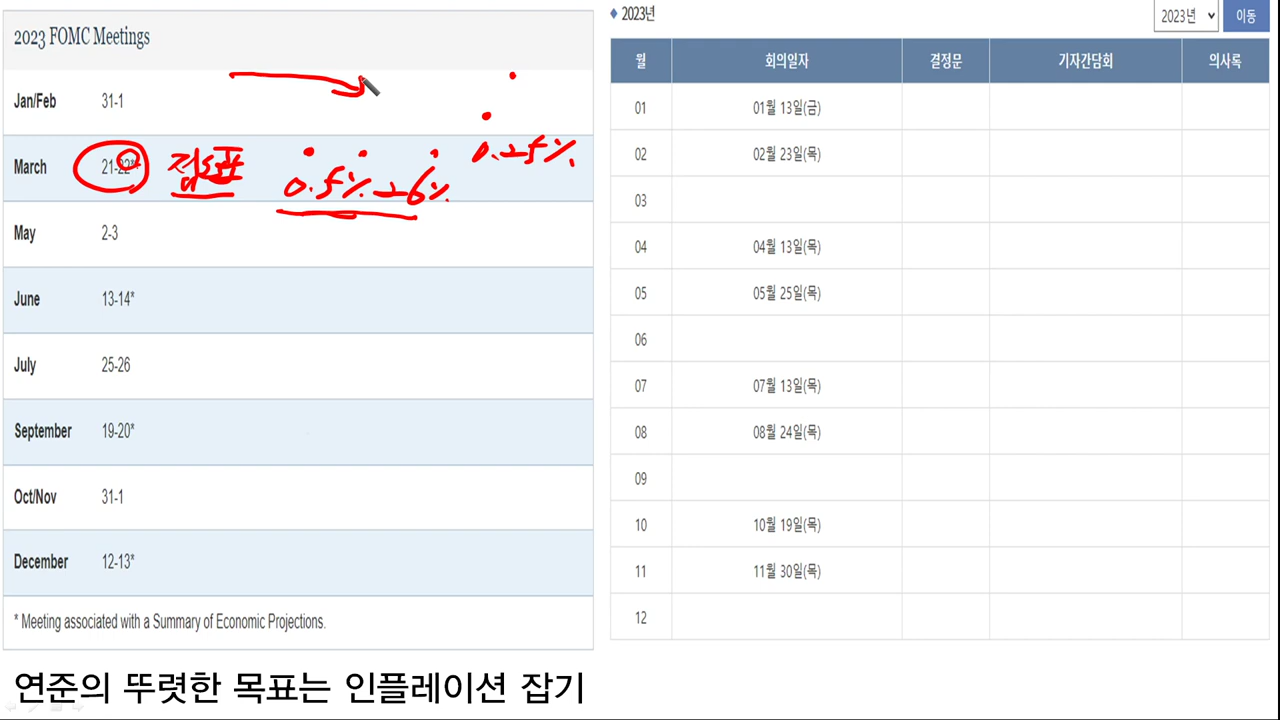 2023 FOMC Meetings
Jan/Feb 31-1
March 21-22* 점도표 0.5% → 6% 0.25%
May 2-3
June 13-14*
July 25-26
September 19-20*
Oct/Nov 31-1
December 12-13*
* Meeting associated with a Summary of Economic Projections.
2023년
2023년 이동
월 회의일자 결정문 기자간담회 의사록
01 01월 13일(금)
02 02월 23일(목)
03
04 04월 13일(목)
05 05월 25일(목)
06
07 07월 13일(목)
08 08월 24일(목)
09
10 10월 19일(목)
11 11월 30일(목)
12
연준의 뚜렷한 목표는 인플레이션 잡기